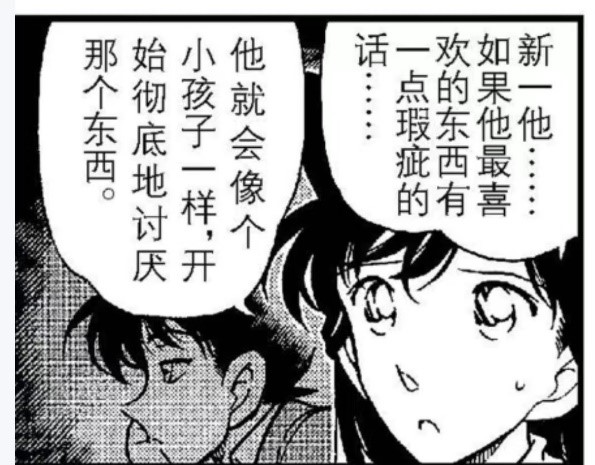 新一他……
如果他最喜
欢的东西有
一点瑕疵的
话……
他就会像个
小孩子一样，开
始彻底地讨厌
那个东西。